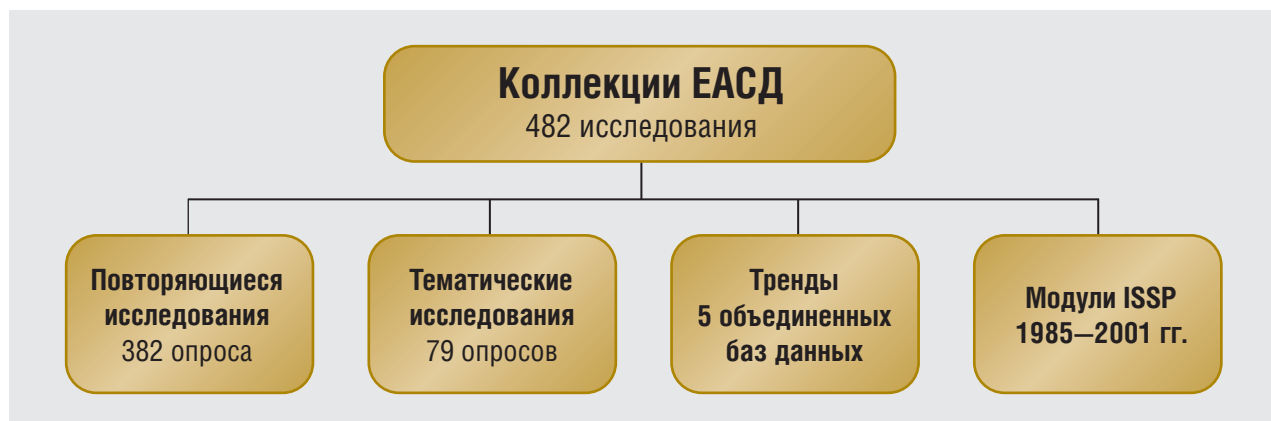 Коллекции ЕАСД
482 исследования
Повторяющиеся
исследования
382 опроса
Тематические
исследования
79 опросов
Тренды
5 объединенных
баз данных
Модули ISSP
1985—2001 гг.